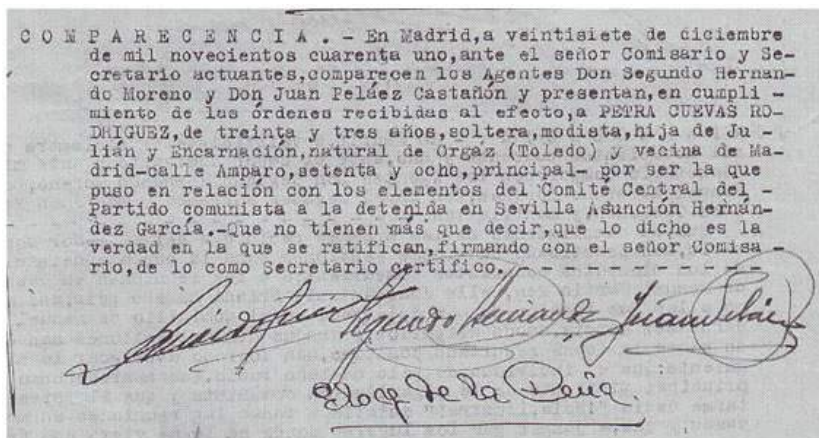 C O M P A R E C E N C I A . - En Madrid,a veintisiete de diciembre
de mil novecientos cuarenta uno,ante el señor Comisario y Se-
cretario actuantes,comparecen los Agentes Don Segundo Hernan-
do Moreno y Don Juan Peláez Castañón y presentan,en cumpli -
miento de las órdenes recibidas al efecto,a PETRA CUEVAS RO-
DRIGUEZ,de treinta y tres años,soltera,modista,hija de Ju -
lián y Encarnación,natural de Orgaz (Toledo) y vecina de Ma-
drid-calle Amparo,setenta y ocho,principal- por ser la que
puso en relación con los elementos del Comité Central del -
Partido comunista a la detenida en Sevilla Asunción Hernán-
dez García.-Que no tienen más que decir,que lo dicho es la
verdad en la que se ratifican,firmando con el señor Comisa -
rio,de lo como Secretario certifico. - - - - - - - - - - -
Segundo Hernando Juan Peláez
de la Peña.